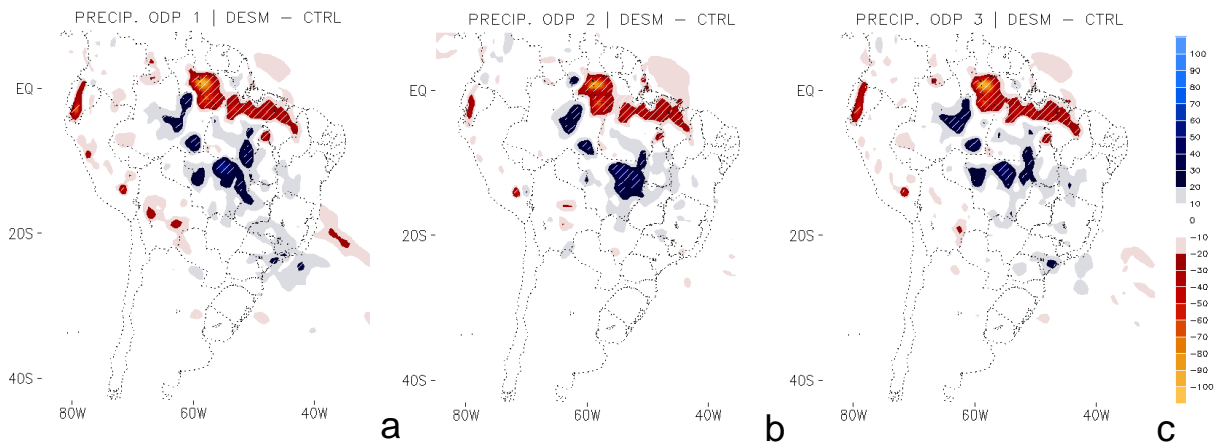 PRECIP. ODP 1 | DESM – CTRL
PRECIP. ODP 2 | DESM – CTRL
PRECIP. ODP 3 | DESM – CTRL
EQ
20S
40S
80W
60W
40W
a
EQ
20S
40S
80W
60W
40W
b
EQ
20S
40S
80W
60W
40W
c
100
90
80
70
60
50
40
30
20
10
0
−10
−20
−30
−40
−50
−60
−70
−80
−90
−100